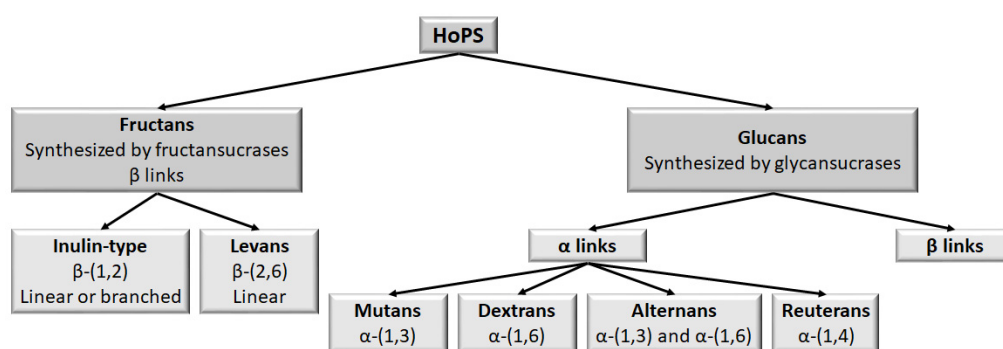 HoPS
Fructans
Synthesized by fructansucrases
β links
Glucans
Synthesized by glycansucrases
Inulin-type
β-(1,2)
Linear or branched
Levans
β-(2,6)
Linear
α links
β links
Mutans
α-(1,3)
Dextrans
α-(1,6)
Alternans
α-(1,3) and α-(1,6)
Reuterans
α-(1,4)